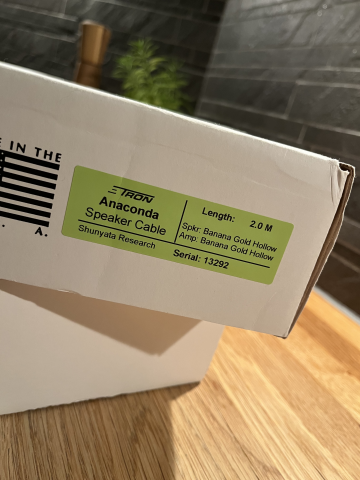 IN THE
. A.
TRON
Anaconda
Speaker Cable
Shunyata Research
Length: 2.0 M
Spkr: Banana Gold Hollow
Amp: Banana Gold Hollow
Serial: 13292